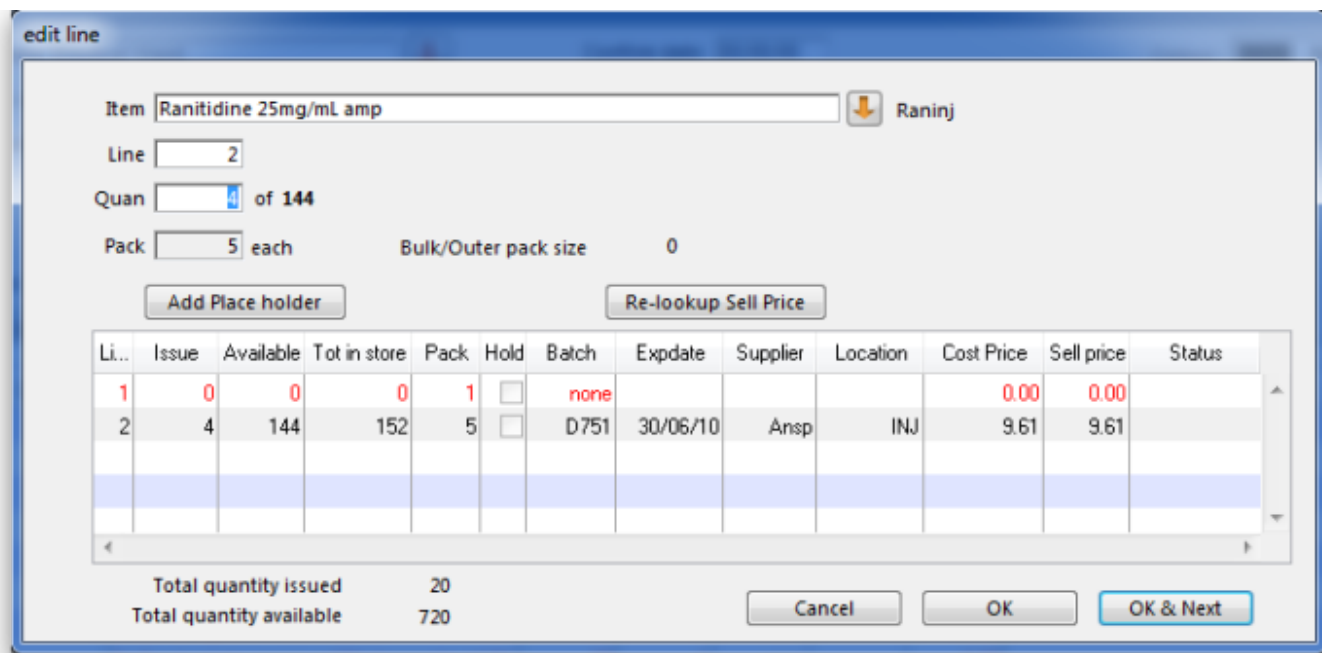 edit line
Item Ranitidine 25mg/mL amp Raninj
Line 2
Quan 4 of 144
Pack 5 each Bulk/Outer pack size 0
Add Place holder Re-lookup Sell Price
Li... Issue Available Tot in store Pack Hold Batch Expdate Supplier Location Cost Price Sell price Status
1 0 0 0 1 none 0.00 0.00
2 4 144 152 5 D751 30/06/10 Ansp INJ 9.61 9.61
Total quantity issued 20
Total quantity available 720
Cancel OK OK & Next